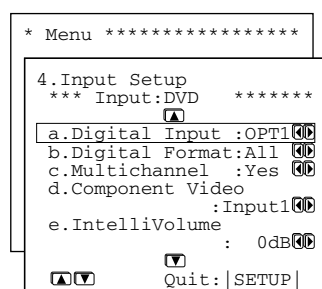 * Menu *****************
4.Input Setup
*** Input:DVD *******
a.Digital Input :OPT1
b.Digital Format:All
c.Multichannel :Yes
d.Component Video
:Input1
e.IntelliVolume
: 0dB
Quit:|SETUP|